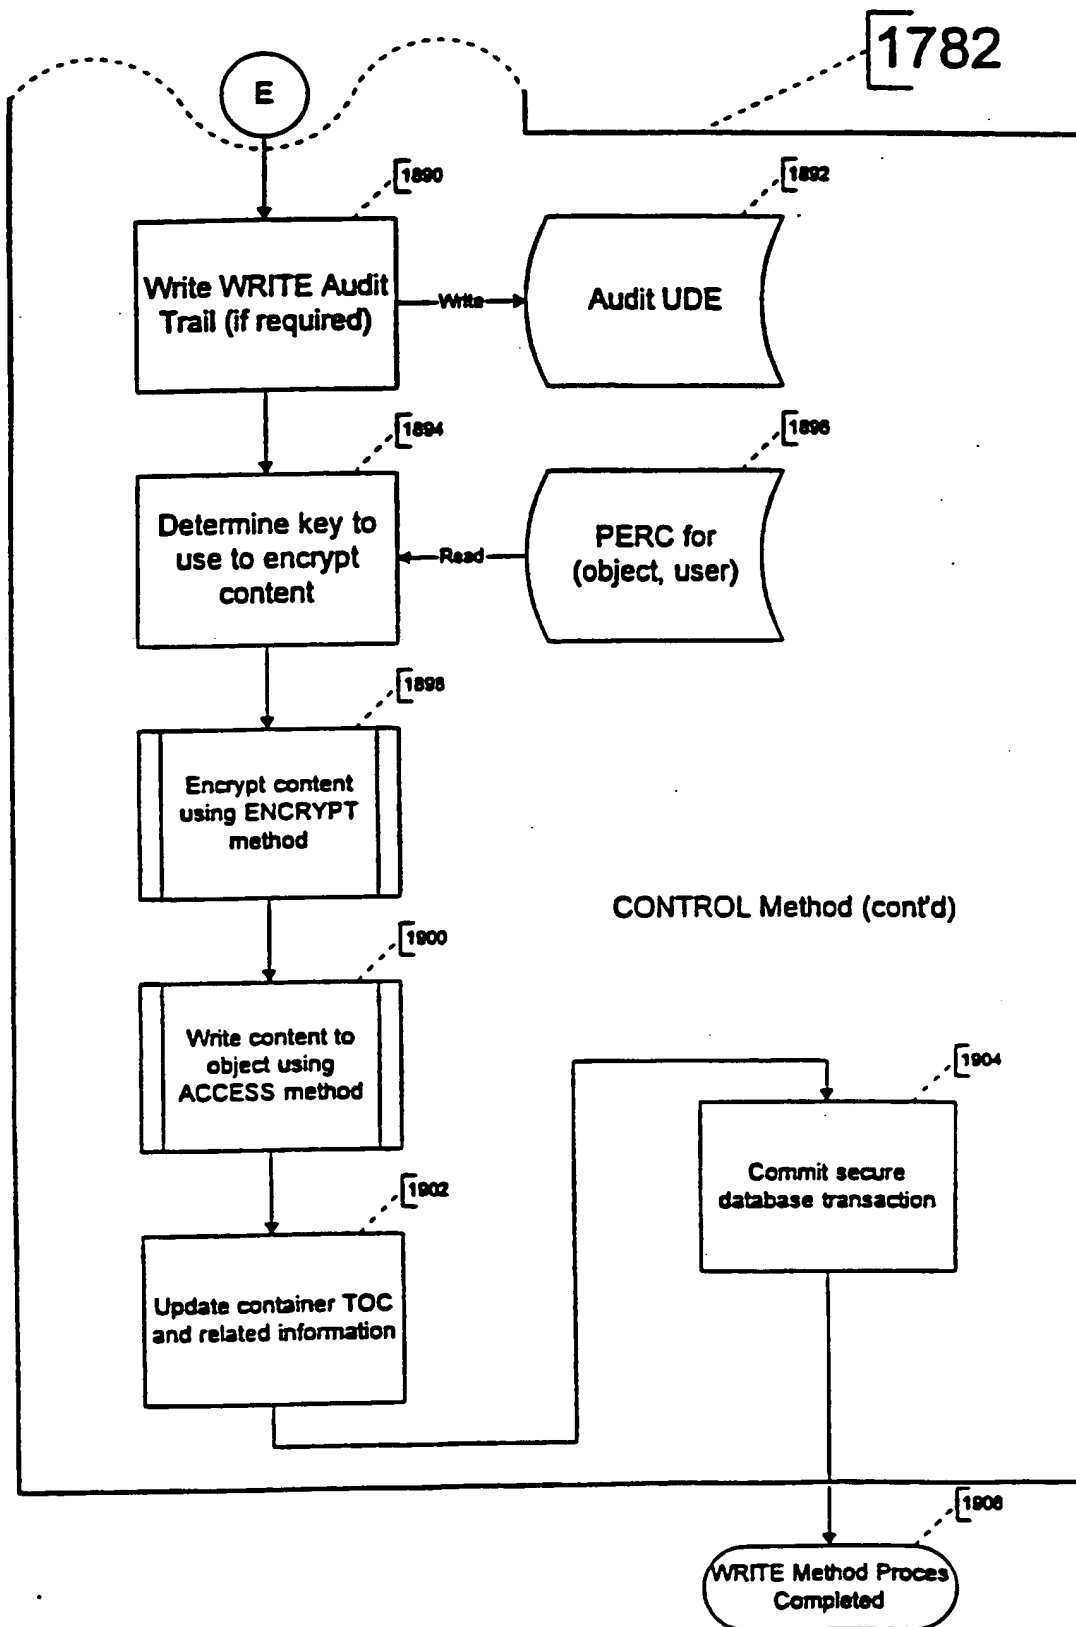 1782
E
1890
1892
Write WRITE Audit
Trail (if required)
Write
Audit UDE
1894
1896
Determine key to
use to encrypt
content
Read
PERC for
(object, user)
1898
Encrypt content
using ENCRYPT
method
CONTROL Method (cont'd)
1900
Write content to
object using
ACCESS method
1904
Commit secure
database transaction
1902
Update container TOC
and related information
1906
WRITE Method Proces
Completed